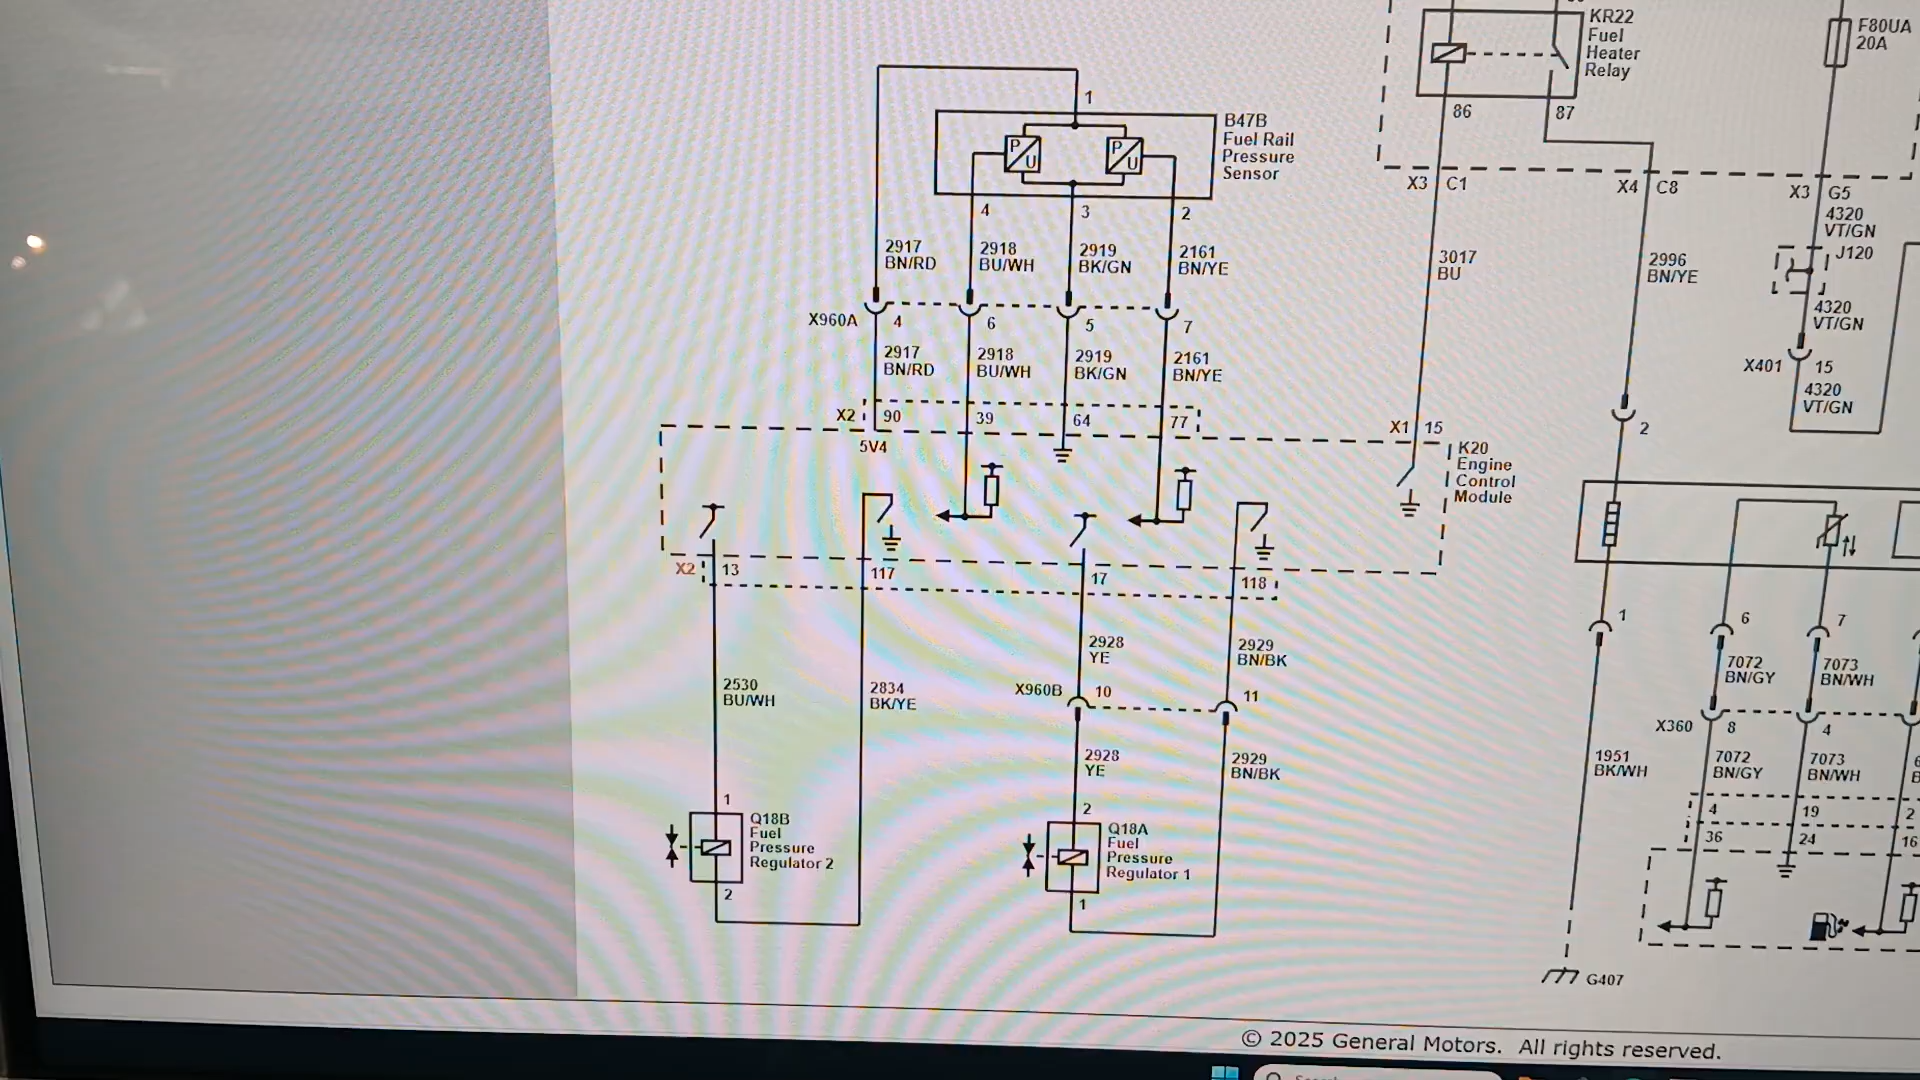 KR22
Fuel
Heater
Relay
86
87
F80UA
20A
1
B47B
Fuel Rail
Pressure
Sensor
P
U
P
U
4
3
2
X3
C1
X4
C8
X3
G5
4320
VT/GN
J120
4320
VT/GN
X401
15
4320
VT/GN
2917
BN/RD
2918
BU/WH
2919
BK/GN
2161
BN/YE
3017
BU
2996
BN/YE
X960A
4
6
5
7
2917
BN/RD
2918
BU/WH
2919
BK/GN
2161
BN/YE
X2
90
39
64
77
X1
15
2
5V4
K20
Engine
Control
Module
X2
13
117
17
118
1
6
7
2928
YE
2929
BN/BK
7072
BN/GY
7073
BN/WH
2530
BU/WH
2834
BK/YE
X960B
10
11
X360
8
4
2928
YE
2929
BN/BK
1951
BK/WH
7072
BN/GY
7073
BN/WH
1
Q18B
Fuel
Pressure
Regulator 2
2
2
Q18A
Fuel
Pressure
Regulator 1
1
4
19
2
36
24
16
G407
© 2025 General Motors. All rights reserved.